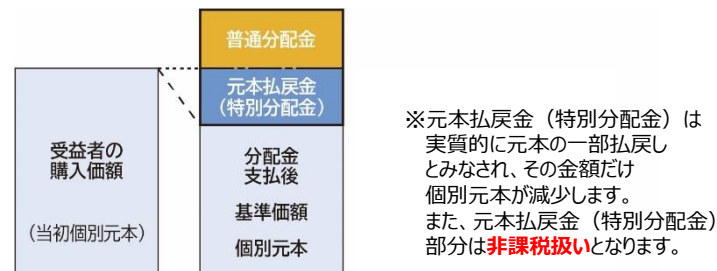 普通分配金
元本払戻金
(特別分配金)
受益者の
購入価額
(当初個別元本)
分配金
支払後
基準価額
個別元本
※元本払戻金（特別分配金）は
実質的に元本の一部払戻し
とみなされ、その金額だけ
個別元本が減少します。
また、元本払戻金（特別分配金）
部分は非課税扱いとなります。